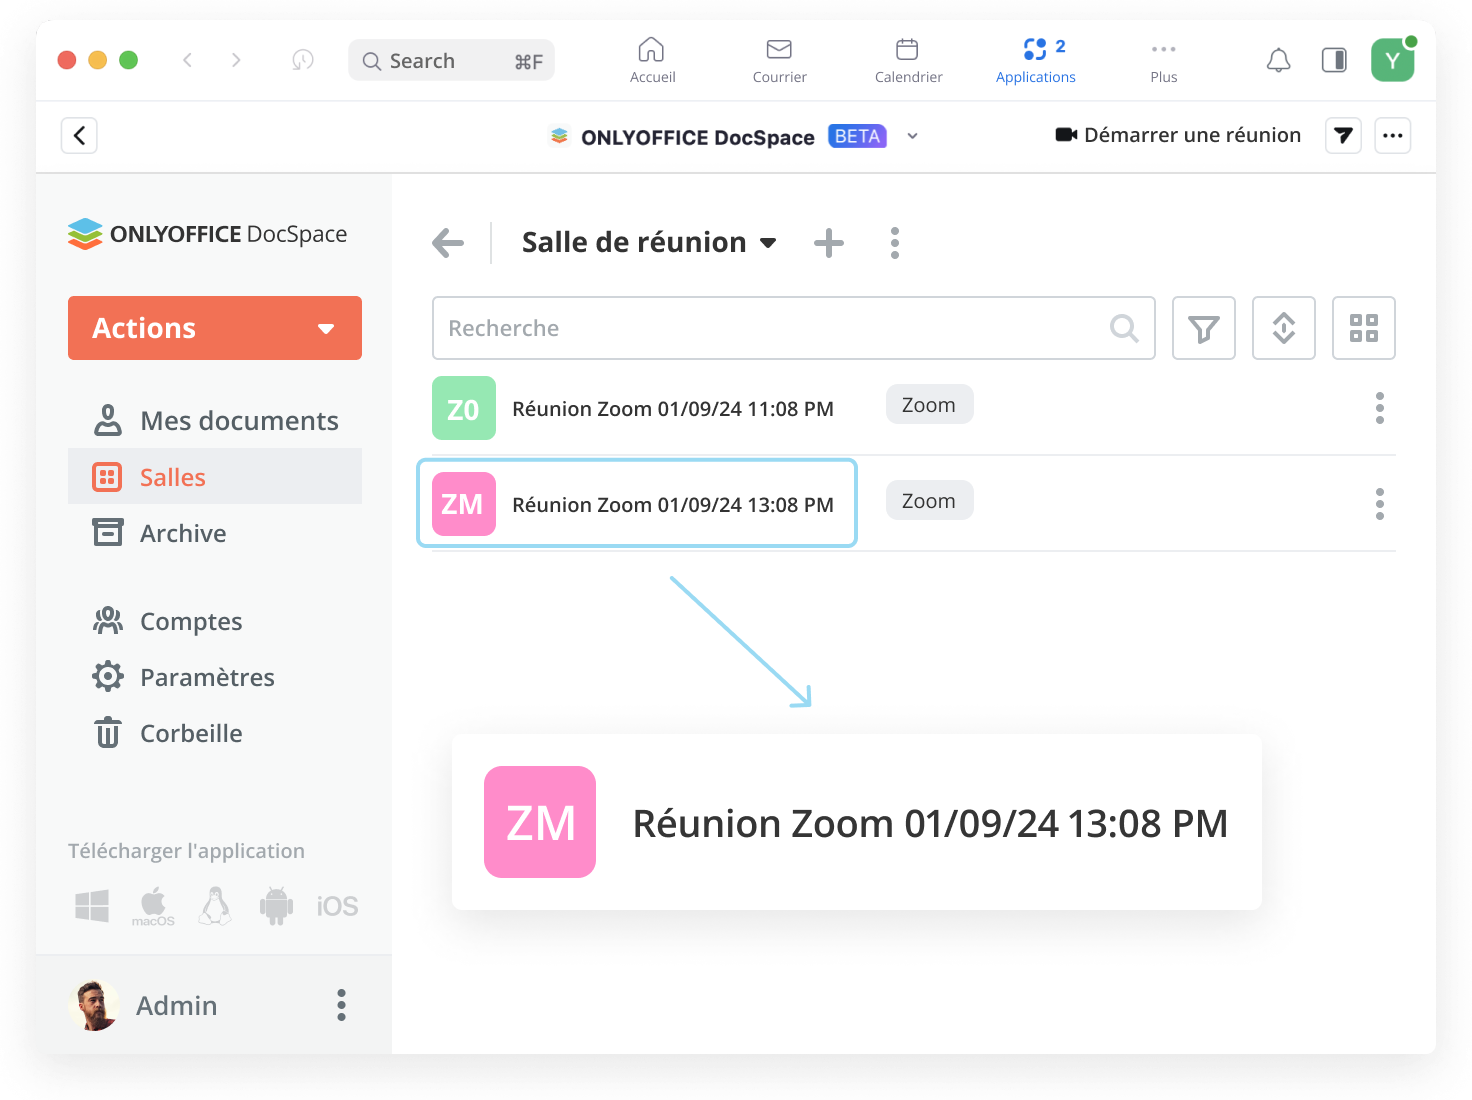 Search ⌘F
Accueil
Courrier
2
Applications
Calendrier
Plus
Y
ONLYOFFICE DocSpace BETA
Démarrer une réunion
ONLYOFFICE DocSpace
Actions
Mes documents
Salles
Archive
Comptes
Paramètres
Corbeille
Télécharger l'application
macOS
iOS
Admin
Salle de réunion
Recherche
Z0 Réunion Zoom 01/09/24 11:08 PM Zoom
ZM Réunion Zoom 01/09/24 13:08 PM Zoom
ZM Réunion Zoom 01/09/24 13:08 PM